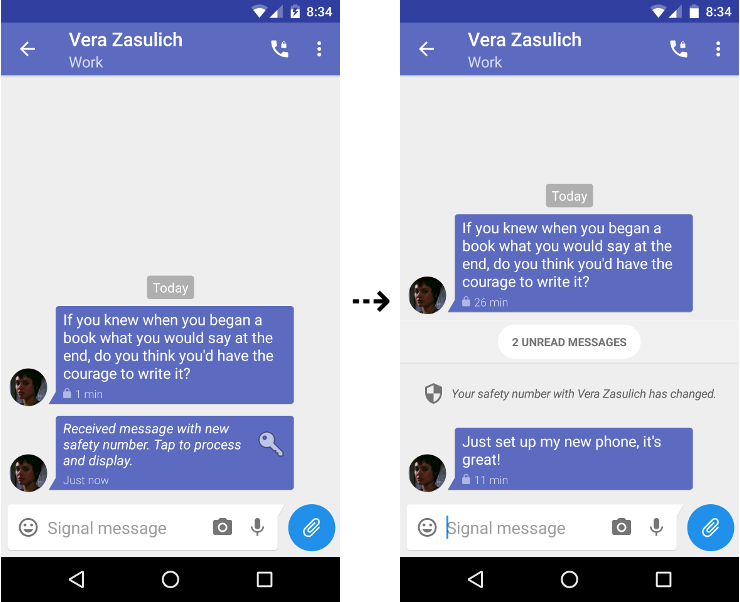 8:34
Vera Zasulich
Work
Today
If you knew when you began a
book what you would say at the
end, do you think you'd have the
courage to write it?
1 min
Received message with new
safety number. Tap to process
and display.
Just now
Signal message
8:34
Vera Zasulich
Work
Today
If you knew when you began a
book what you would say at the
end, do you think you'd have the
courage to write it?
26 min
2 UNREAD MESSAGES
Your safety number with Vera Zasulich has changed.
Just set up my new phone, it's
great!
11 min
Signal message